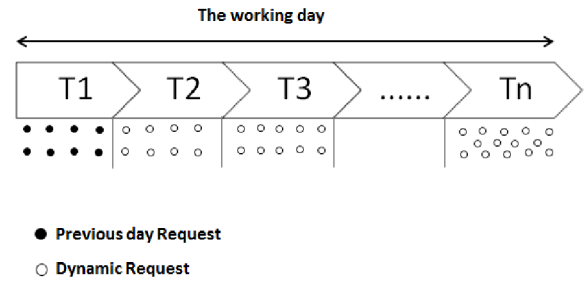 The working day
T1 T2 T3 ...... Tn
Previous day Request
Dynamic Request